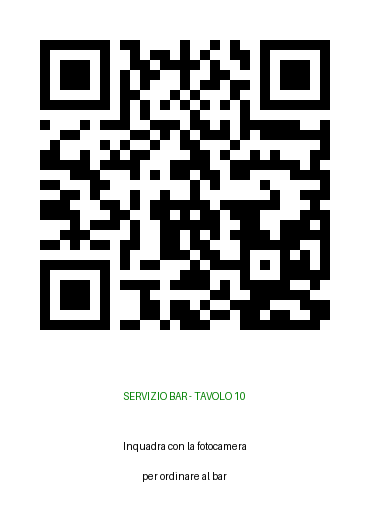 SERVIZIO BAR - TAVOLO 10
Inquadra con la fotocamera
per ordinare al bar